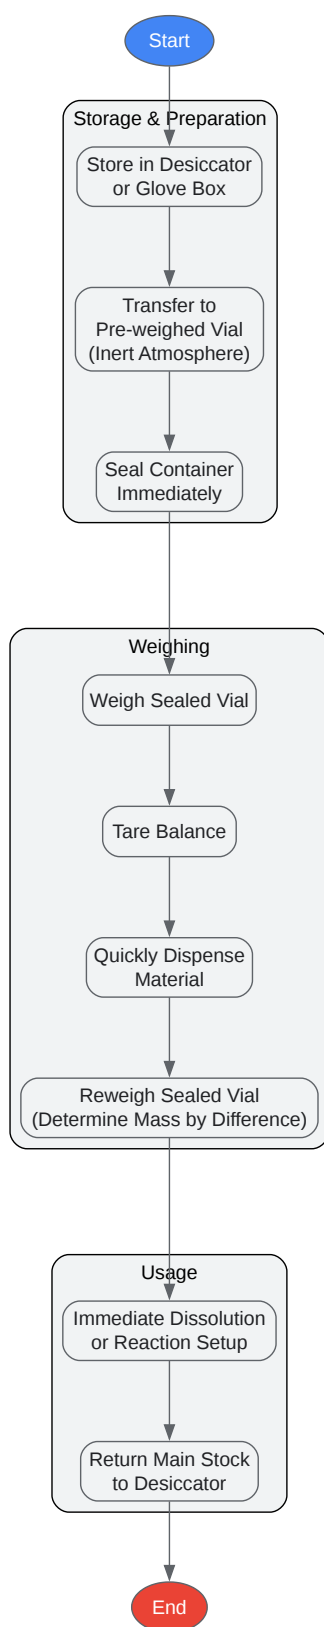 Start
Storage & Preparation
Store in Desiccator
or Glove Box
Transfer to
Pre-weighed Vial
(Inert Atmosphere)
Seal Container
Immediately
Weighing
Weigh Sealed Vial
Tare Balance
Quickly Dispense
Material
Reweigh Sealed Vial
(Determine Mass by Difference)
Usage
Immediate Dissolution
or Reaction Setup
Return Main Stock
to Desiccator
End